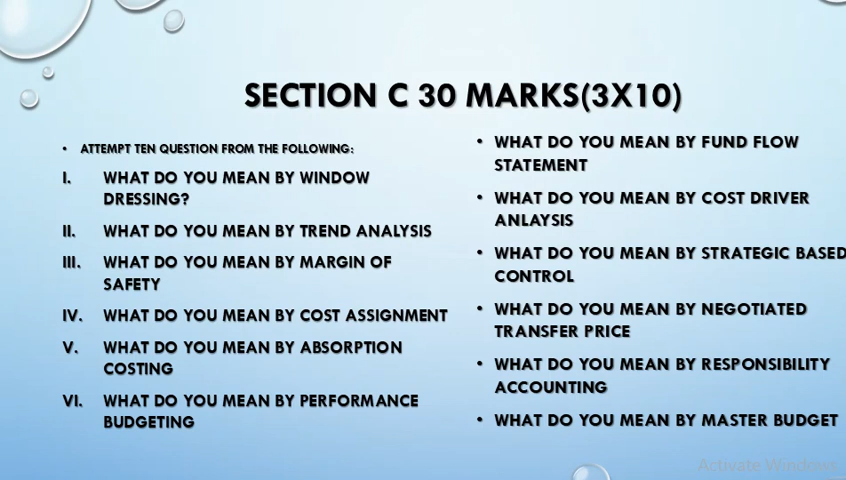 SECTION C 30 MARKS(3X10)
• ATTEMPT TEN QUESTION FROM THE FOLLOWING:
I. WHAT DO YOU MEAN BY WINDOW
DRESSING?
II. WHAT DO YOU MEAN BY TREND ANALYSIS
III. WHAT DO YOU MEAN BY MARGIN OF
SAFETY
IV. WHAT DO YOU MEAN BY COST ASSIGNMENT
V. WHAT DO YOU MEAN BY ABSORPTION
COSTING
VI. WHAT DO YOU MEAN BY PERFORMANCE
BUDGETING
• WHAT DO YOU MEAN BY FUND FLOW
STATEMENT
• WHAT DO YOU MEAN BY COST DRIVER
ANLAYSIS
• WHAT DO YOU MEAN BY STRATEGIC BASED
CONTROL
• WHAT DO YOU MEAN BY NEGOTIATED
TRANSFER PRICE
• WHAT DO YOU MEAN BY RESPONSIBILITY
ACCOUNTING
• WHAT DO YOU MEAN BY MASTER BUDGET
Activate Windows